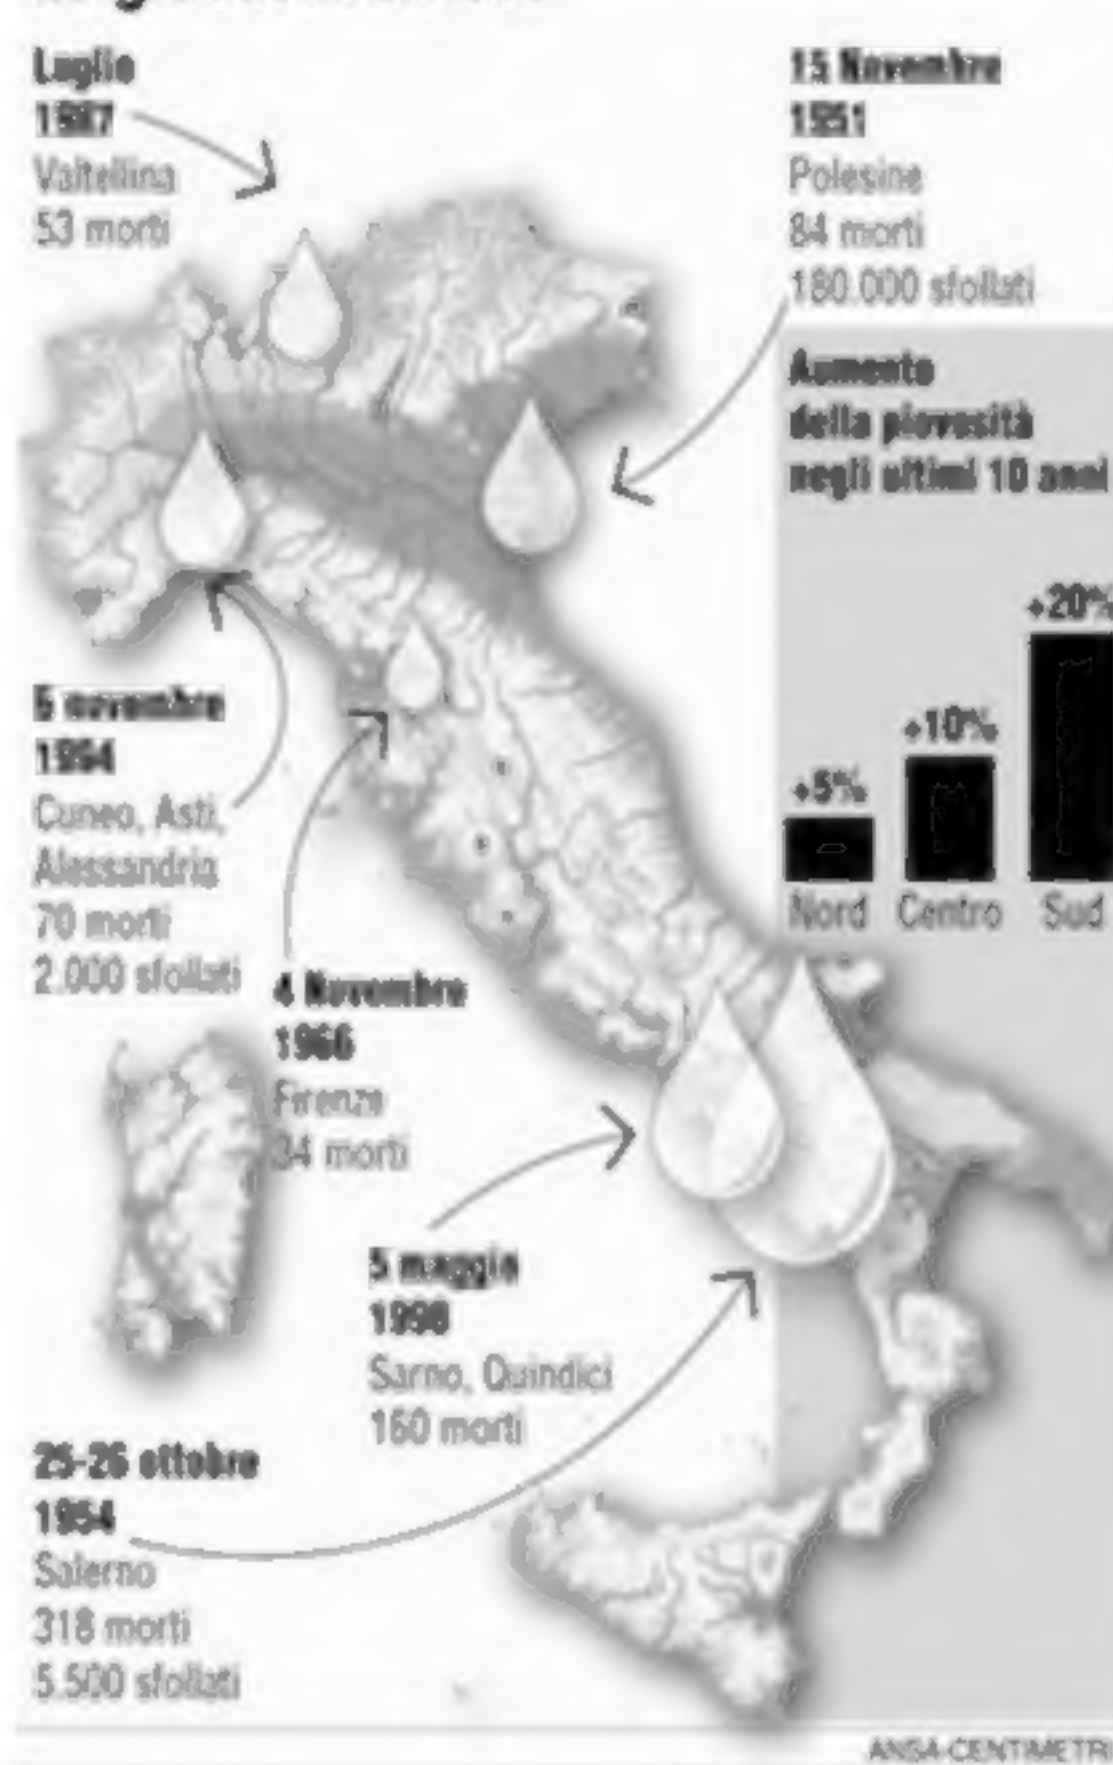 Luglio
1987
Valtellina
53 morti
15 Novembre
1951
Polesine
84 morti
180.000 sfollati
Aumento
della piovosità
negli ultimi 10 anni
+5%
+10%
+20%
Nord
Centro
Sud
6 novembre
1994
Cuneo, Asti,
Alessandria
70 morti
2.000 sfollati
4 Novembre
1966
Firenze
34 morti
5 maggio
1998
Sarno, Quindici
160 morti
25-26 ottobre
1954
Salerno
318 morti
5.500 sfollati
ANSA-CENTIMETRI